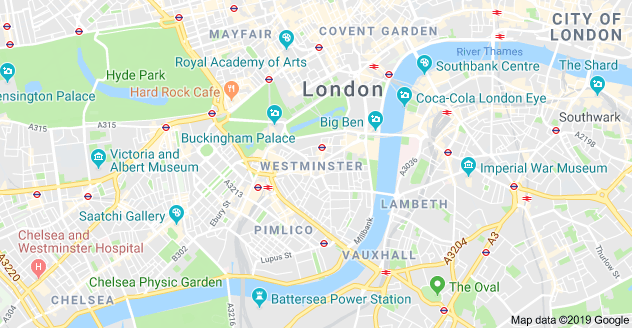 MAYFAIR
COVENT GARDEN
CITY OF
LONDON
River Thames
Royal Academy of Arts
Southbank Centre
The Shard
Hyde Park
Hard Rock Cafe
London
ensington Palace
Coca-Cola London Eye
A315
A315
Buckingham Palace
Big Ben
Southwark
A2198
Victoria and
Albert Museum
WESTMINSTER
A3036
Imperial War Museum
A3213
Ebury St
Saatchi Gallery
LAMBETH
Millbank
PIMLICO
Chelsea and
Westminster Hospital
B302
Lupus St
VAUXHALL
A3204
A3
Thurlow St
A3220
Chelsea Physic Garden
The Oval
CHELSEA
Battersea Power Station
A304
A3216
Map data ©2019 Google